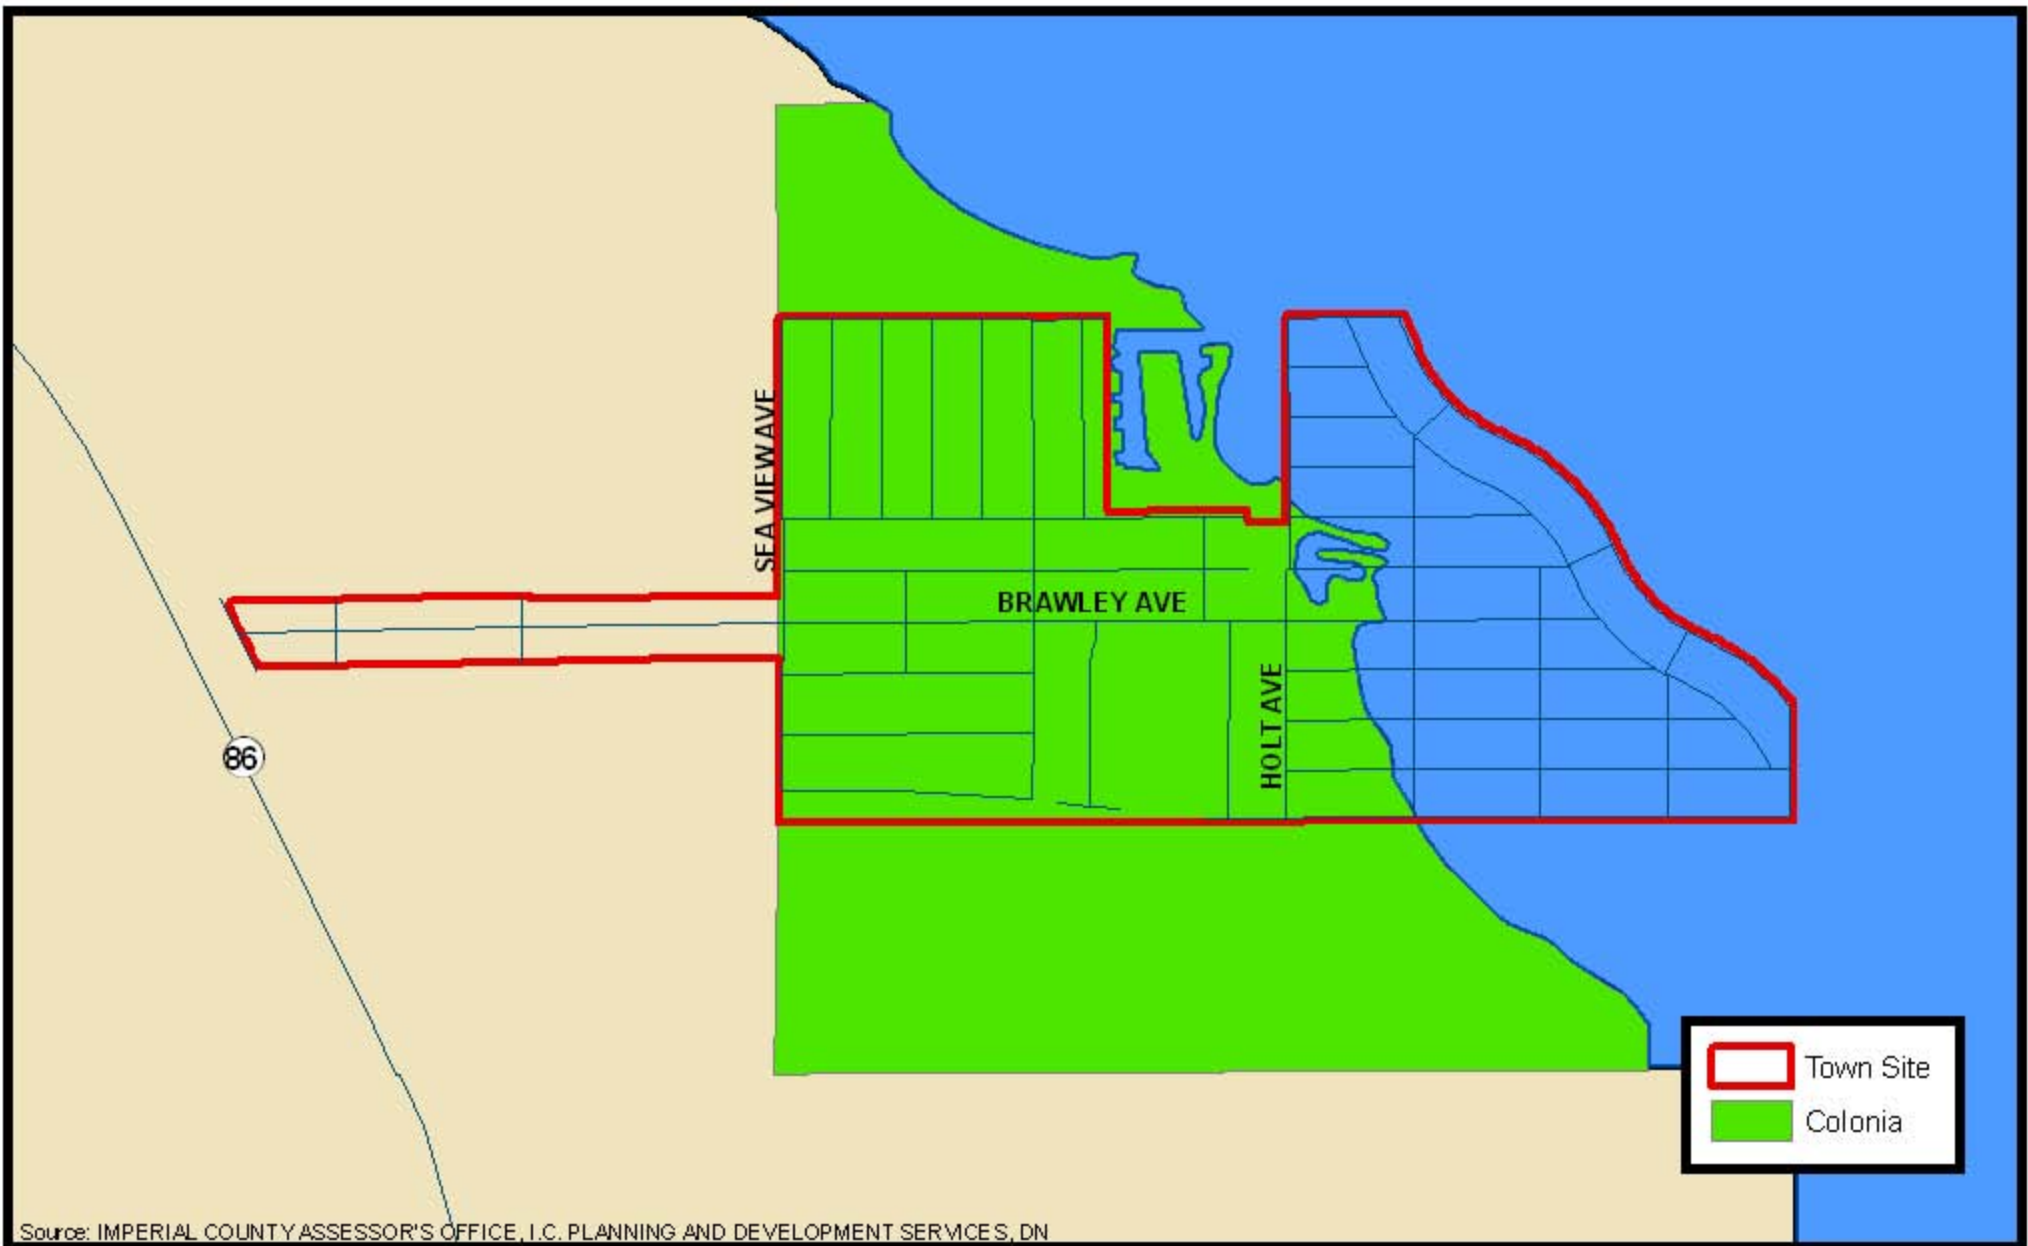 SEA VIEW AVE
BRAWLEY AVE
HOLT AVE
86
Town Site
Colonia
Source: IMPERIAL COUNTY ASSESSOR'S OFFICE, I.C. PLANNING AND DEVELOPMENT SERVICES, DN